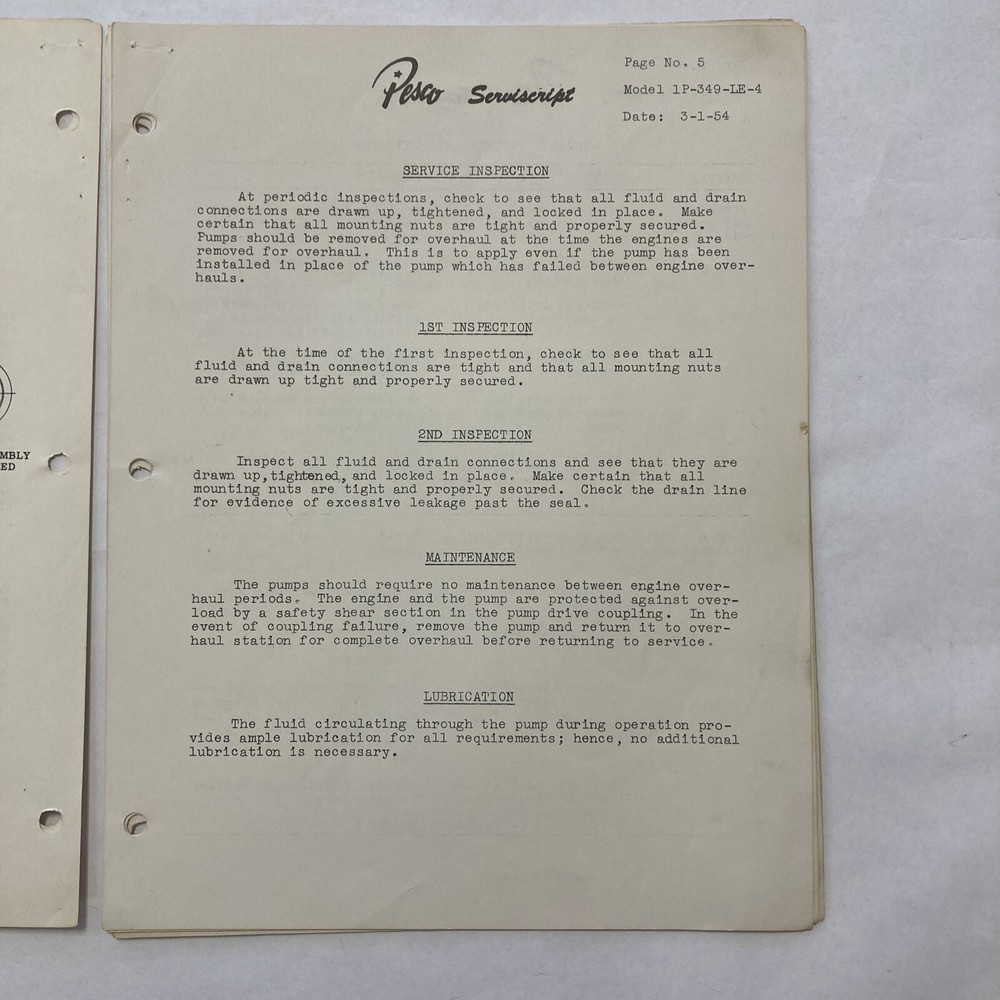 MBLY
ED
Pesco Serviscript
Page No. 5
Model 1P-349-LE-4
Date: 3-1-54
SERVICE INSPECTION
At periodic inspections, check to see that all fluid and drain
connections are drawn up, tightened, and locked in place. Make
certain that all mounting nuts are tight and properly secured.
Pumps should be removed for overhaul at the time the engines are
removed for overhaul. This is to apply even if the pump has been
installed in place of the pump which has failed between engine over-
hauls.
1ST INSPECTION
At the time of the first inspection, check to see that all
fluid and drain connections are tight and that all mounting nuts
are drawn up tight and properly secured.
2ND INSPECTION
Inspect all fluid and drain connections and see that they are
drawn up, tightened, and locked in place. Make certain that all
mounting nuts are tight and properly secured. Check the drain line
for evidence of excessive leakage past the seal.
MAINTENANCE
The pumps should require no maintenance between engine over-
haul periods. The engine and the pump are protected against over-
load by a safety shear section in the pump drive coupling. In the
event of coupling failure, remove the pump and return it to over-
haul station for complete overhaul before returning to service.
LUBRICATION
The fluid circulating through the pump during operation pro-
vides ample lubrication for all requirements; hence, no additional
lubrication is necessary.